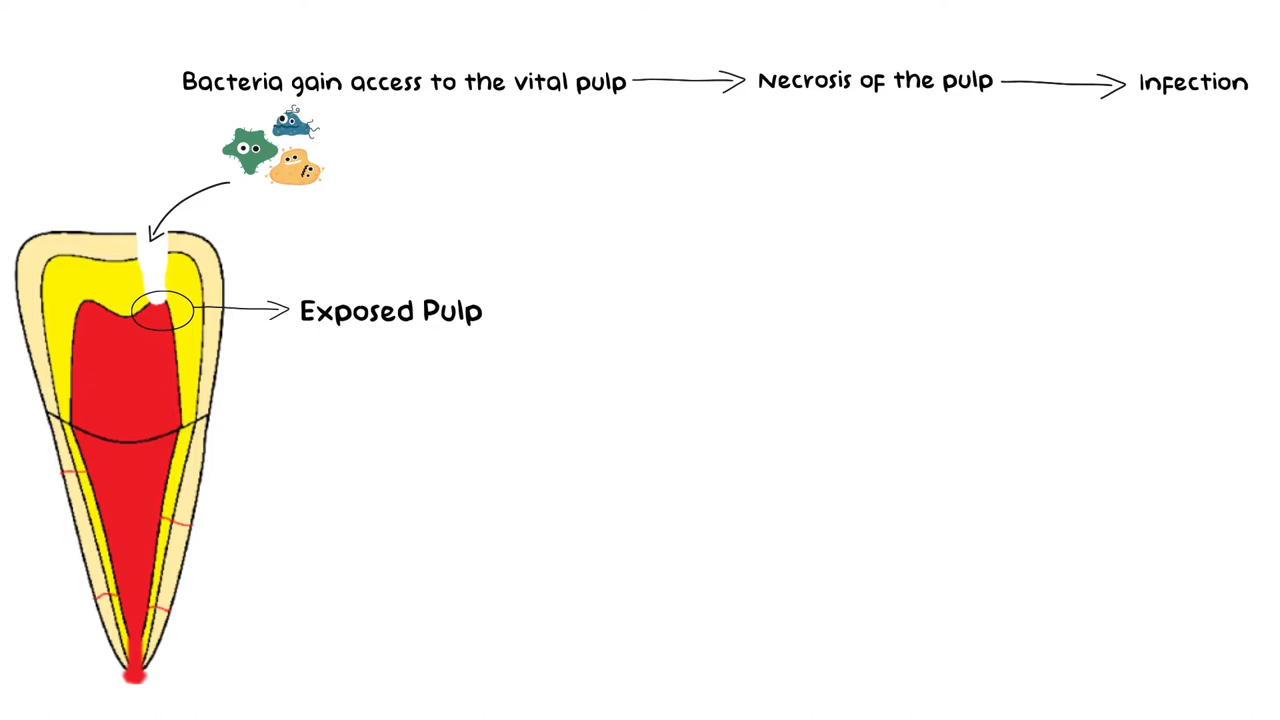 Bacteria gain access to the vital pulp Necrosis of the pulp Infection
Exposed Pulp